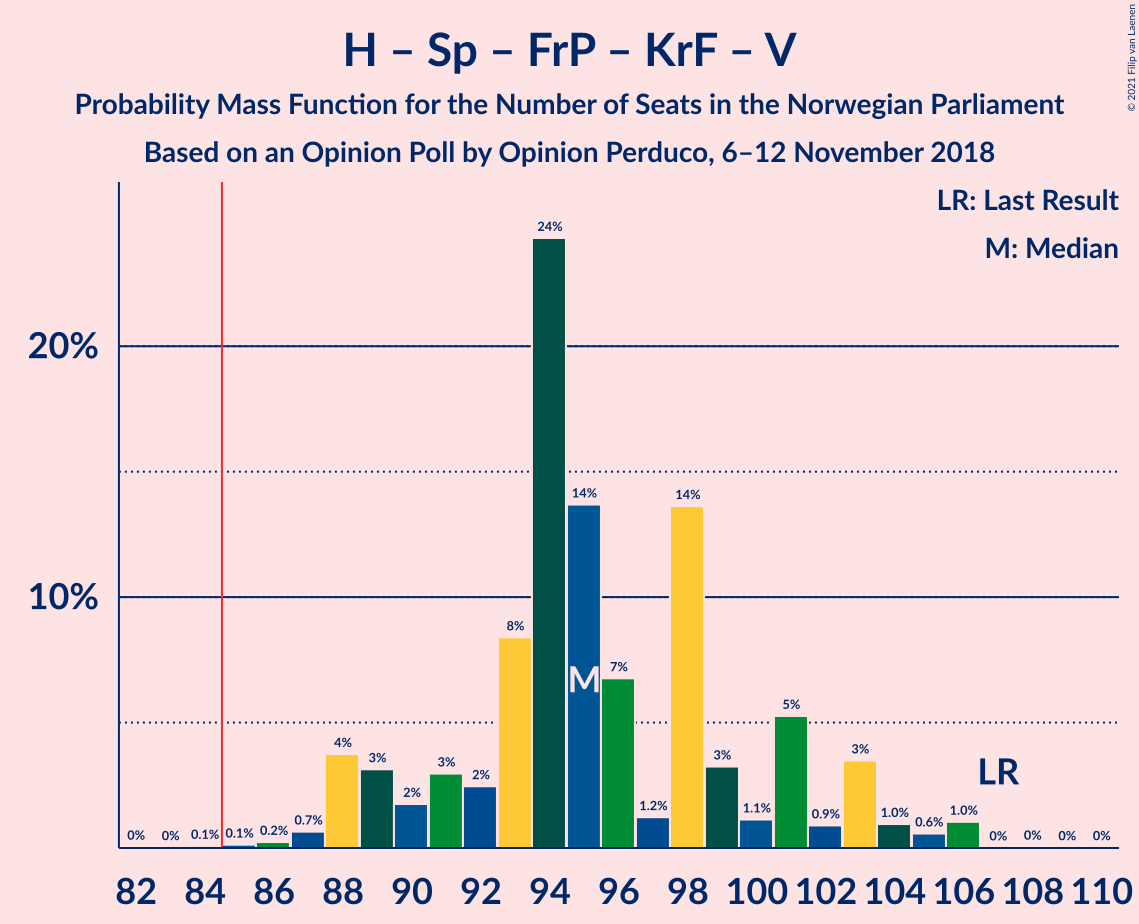 H – Sp – FrP – KrF – V
Probability Mass Function for the Number of Seats in the Norwegian Parliament
Based on an Opinion Poll by Opinion Perduco, 6–12 November 2018
© 2021 Filip van Laenen
LR: Last Result
M: Median
20%
10%
0% 0% 0.1% 0.1% 0.2% 0.7% 4% 3% 2% 3% 2% 8% 24% 14% 7% 1.2% 14% 3% 1.1% 5% 0.9% 3% 1.0% 0.6% 1.0% 0% 0% 0% 0%
M
LR
82 84 86 88 90 92 94 96 98 100 102 104 106 108 110